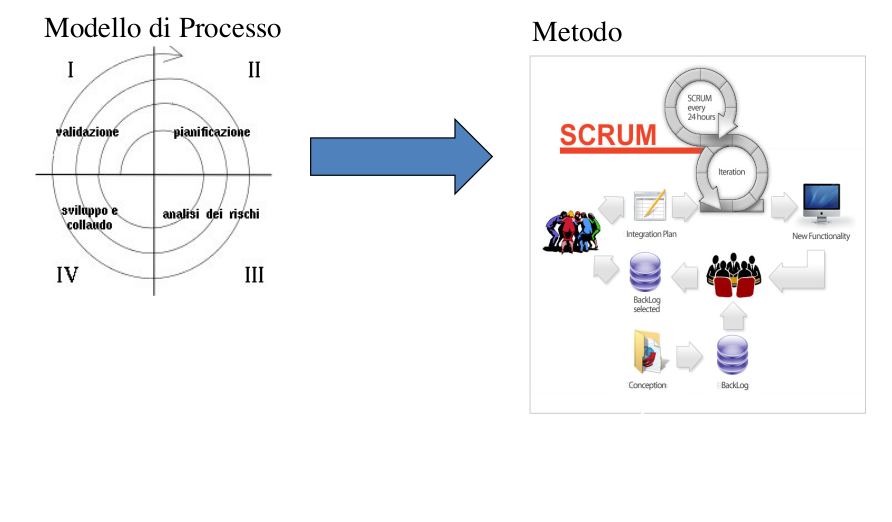 Modello di Processo
I
II
validazione
pianificazione
sviluppo e
collaudo
analisi dei rischi
IV
III
Metodo
SCRUM
every
24 hours
SCRUM
Iteration
Integration Plan
New Functionality
BackLog
selected
Conception
BackLog